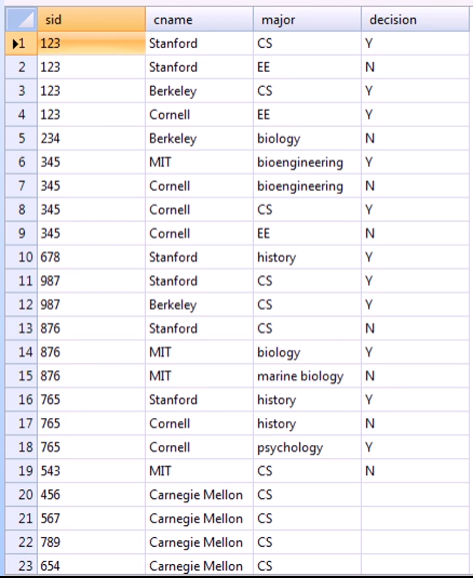 sid cname major decision
1 123 Stanford CS Y
2 123 Stanford EE N
3 123 Berkeley CS Y
4 123 Cornell EE Y
5 234 Berkeley biology N
6 345 MIT bioengineering Y
7 345 Cornell bioengineering N
8 345 Cornell CS Y
9 345 Cornell EE N
10 678 Stanford history Y
11 987 Stanford CS Y
12 987 Berkeley CS Y
13 876 Stanford CS N
14 876 MIT biology Y
15 876 MIT marine biology N
16 765 Stanford history Y
17 765 Cornell history N
18 765 Cornell psychology Y
19 543 MIT CS N
20 456 Carnegie Mellon CS
21 567 Carnegie Mellon CS
22 789 Carnegie Mellon CS
23 654 Carnegie Mellon CS